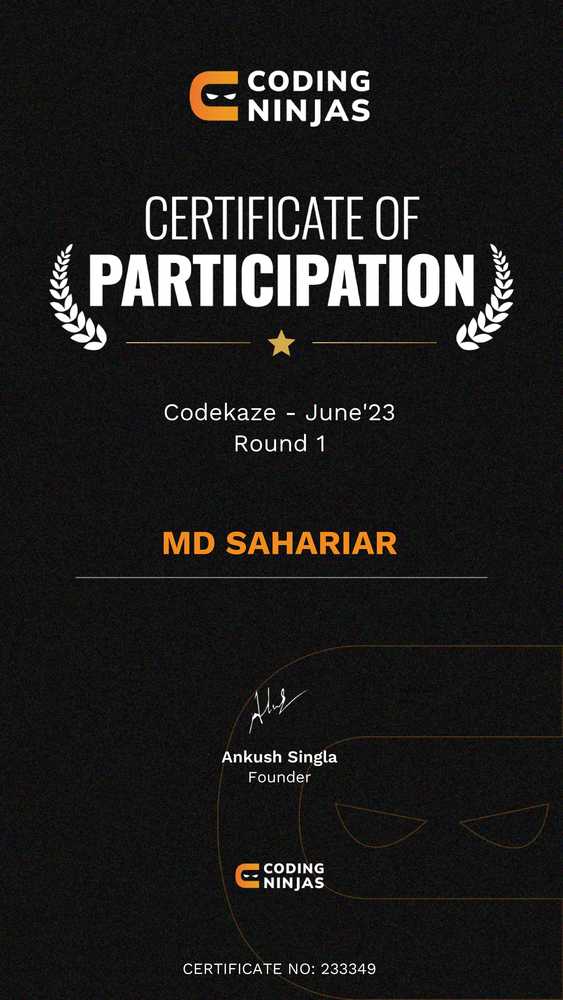 CODING
NINJAS
CERTIFICATE OF
PARTICIPATION
Codekaze - June'23
Round 1
MD SAHARIAR
Ankush Singla
Founder
CODING
NINJAS
CERTIFICATE NO: 233349